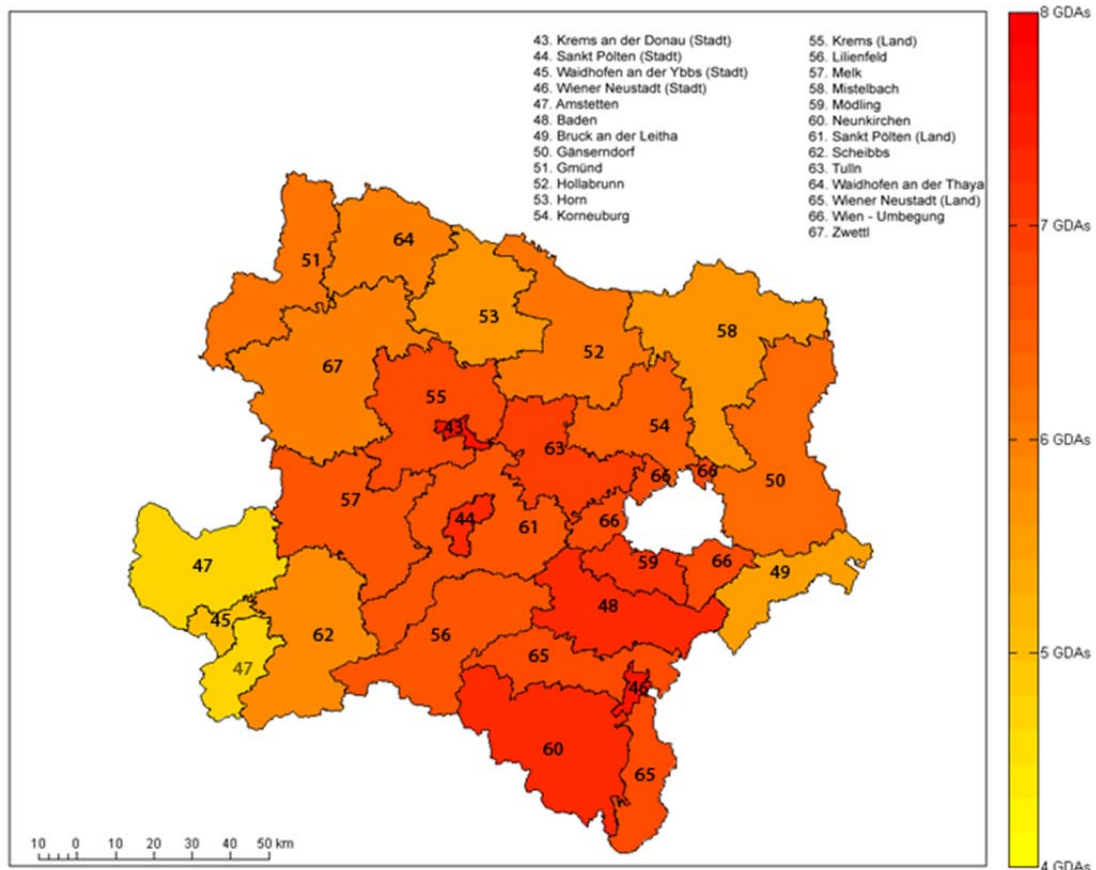 43. Krems an der Donau (Stadt)
44. Sankt Pölten (Stadt)
45. Waidhofen an der Ybbs (Stadt)
46. Wiener Neustadt (Stadt)
47. Amstetten
48. Baden
49. Bruck an der Leitha
50. Gänserndorf
51. Gmünd
52. Hollabrunn
53. Horn
54. Korneuburg
55. Krems (Land)
56. Lilienfeld
57. Melk
58. Mistelbach
59. Mödling
60. Neunkirchen
61. Sankt Pölten (Land)
62. Scheibbs
63. Tulln
64. Waidhofen an der Thaya
65. Wiener Neustadt (Land)
66. Wien - Umbegung
67. Zwettl
8 GDAs
7 GDAs
6 GDAs
5 GDAs
4 GDAs
64
51
53
58
52
67
55
43
54
63
66
66
50
57
44
61
66
47
59
66
49
48
45
62
56
65
47
46
60
65
10 0 10 20 30 40 50 km